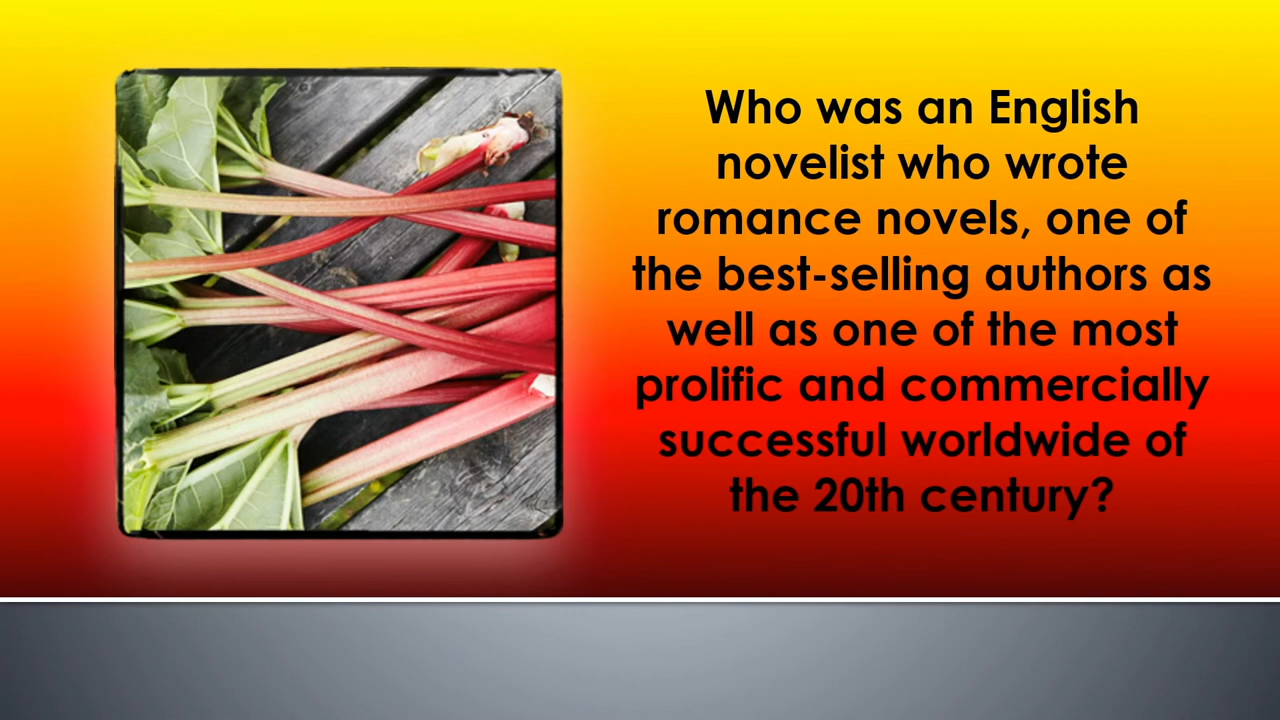 Who was an English
novelist who wrote
romance novels, one of
the best-selling authors as
well as one of the most
prolific and commercially
successful worldwide of
the 20th century?